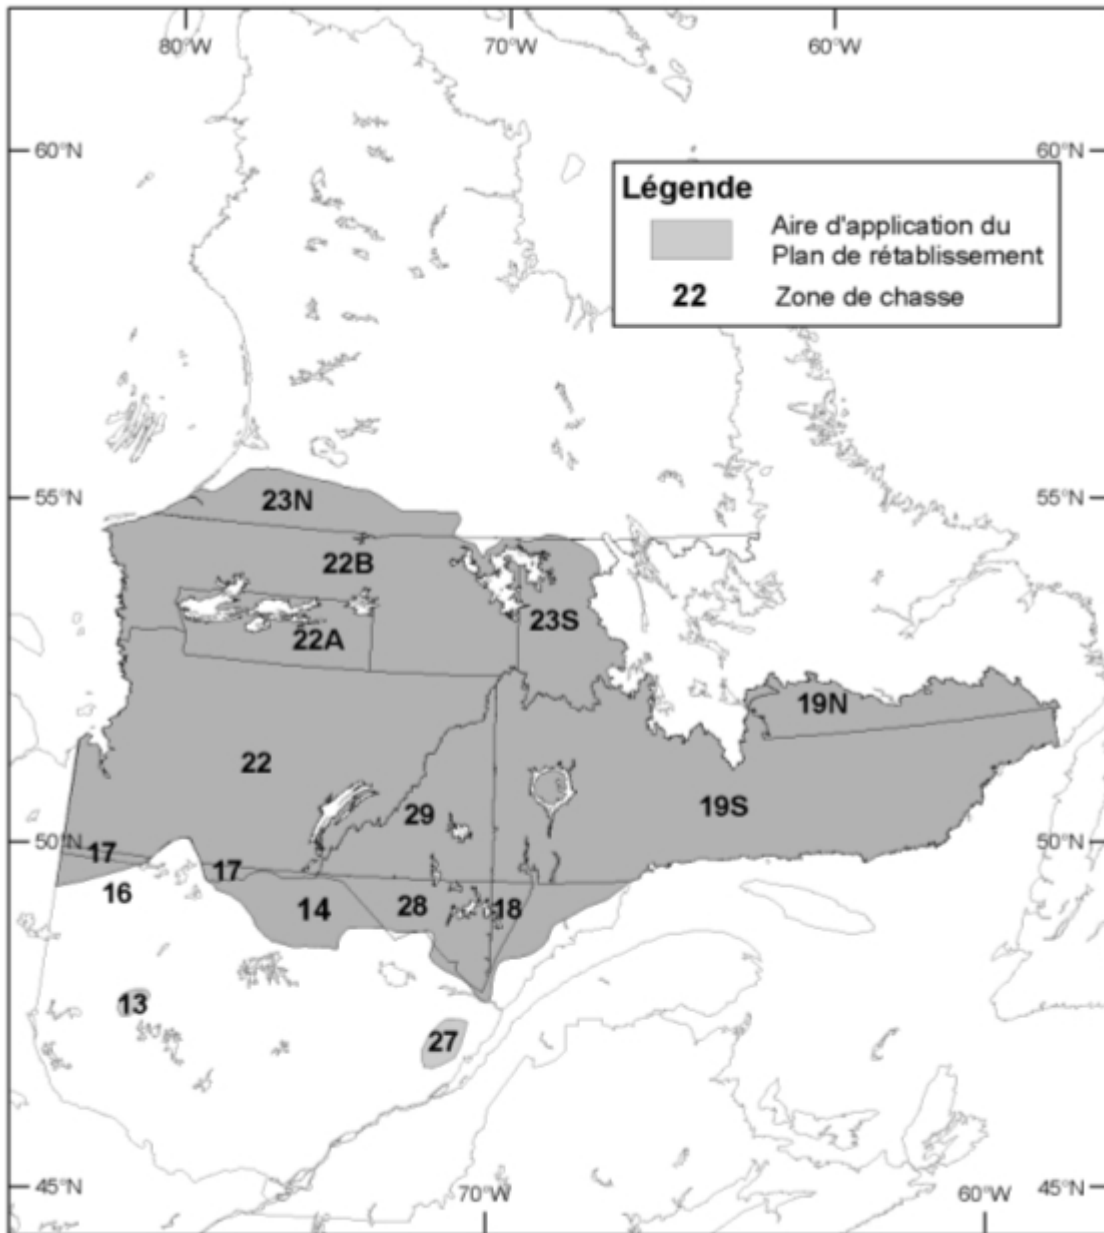 80°W 70°W 60°W
60°N 60°N
Légende
Aire d'application du
Plan de rétablissement
22 Zone de chasse
55°N 55°N
23N
22B
23S
22A
19N
22
29
19S
50°N 50°N
17
17
16
14
28
18
13
27
45°N 70°W 60°W 45°N